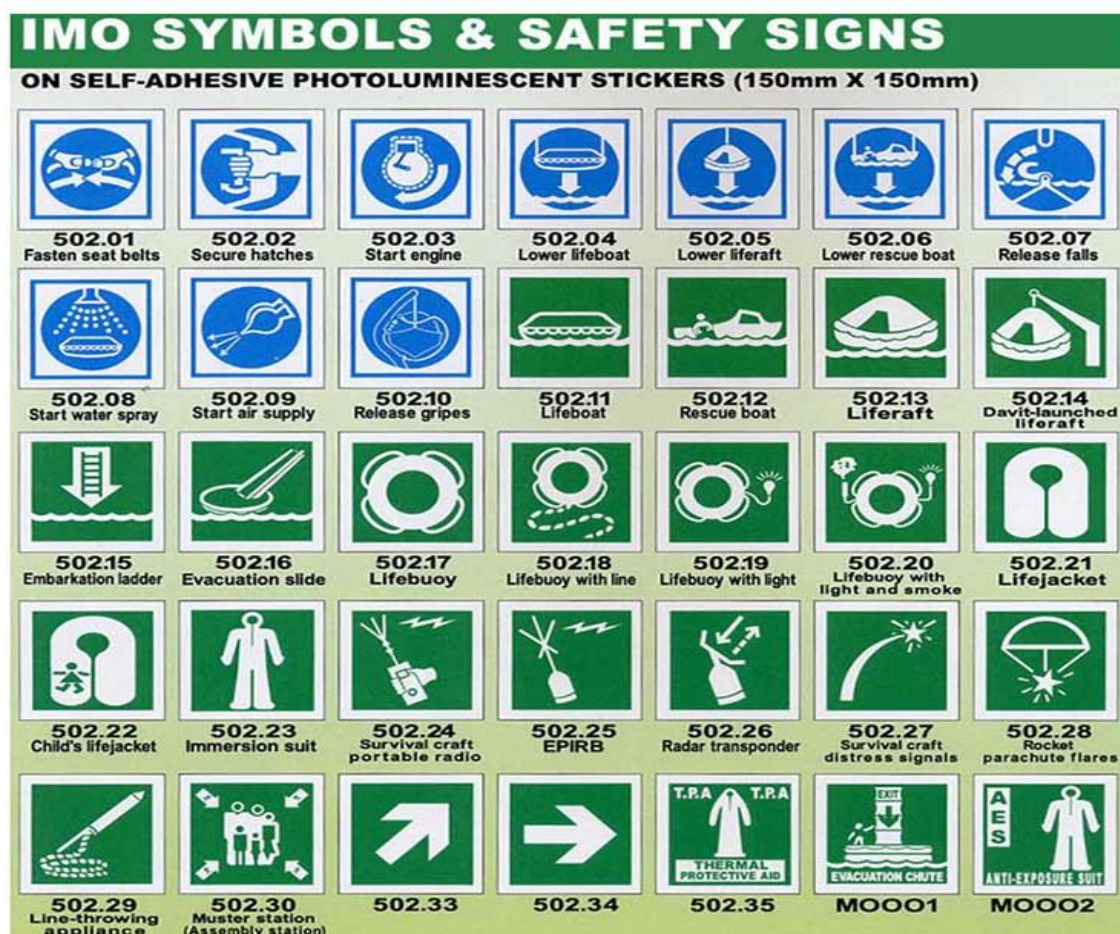 IMO SYMBOLS & SAFETY SIGNS
ON SELF-ADHESIVE PHOTOLUMINESCENT STICKERS (150mm X 150mm)
502.01
Fasten seat belts
502.02
Secure hatches
502.03
Start engine
502.04
Lower lifeboat
502.05
Lower liferaft
502.06
Lower rescue boat
502.07
Release falls
502.08
Start water spray
502.09
Start air supply
502.10
Release gripes
502.11
Lifeboat
502.12
Rescue boat
502.13
Liferaft
502.14
Davit-launched
liferaft
502.15
Embarkation ladder
502.16
Evacuation slide
502.17
Lifebuoy
502.18
Lifebuoy with line
502.19
Lifebuoy with light
502.20
Lifebuoy with
light and smoke
502.21
Lifejacket
502.22
Child's lifejacket
502.23
Immersion suit
502.24
Survival craft
portable radio
502.25
EPIRB
502.26
Radar transponder
502.27
Survival craft
distress signals
502.28
Rocket
parachute flares
502.29
Line-throwing
appliance
502.30
Muster station
(Assembly station)
502.33
502.34
T.P.A T.P.A
THERMAL
PROTECTIVE AID
502.35
EXIT
EVACUATION CHUTE
MOOO1
AES
ANTI-EXPOSURE SUIT
MOOO2